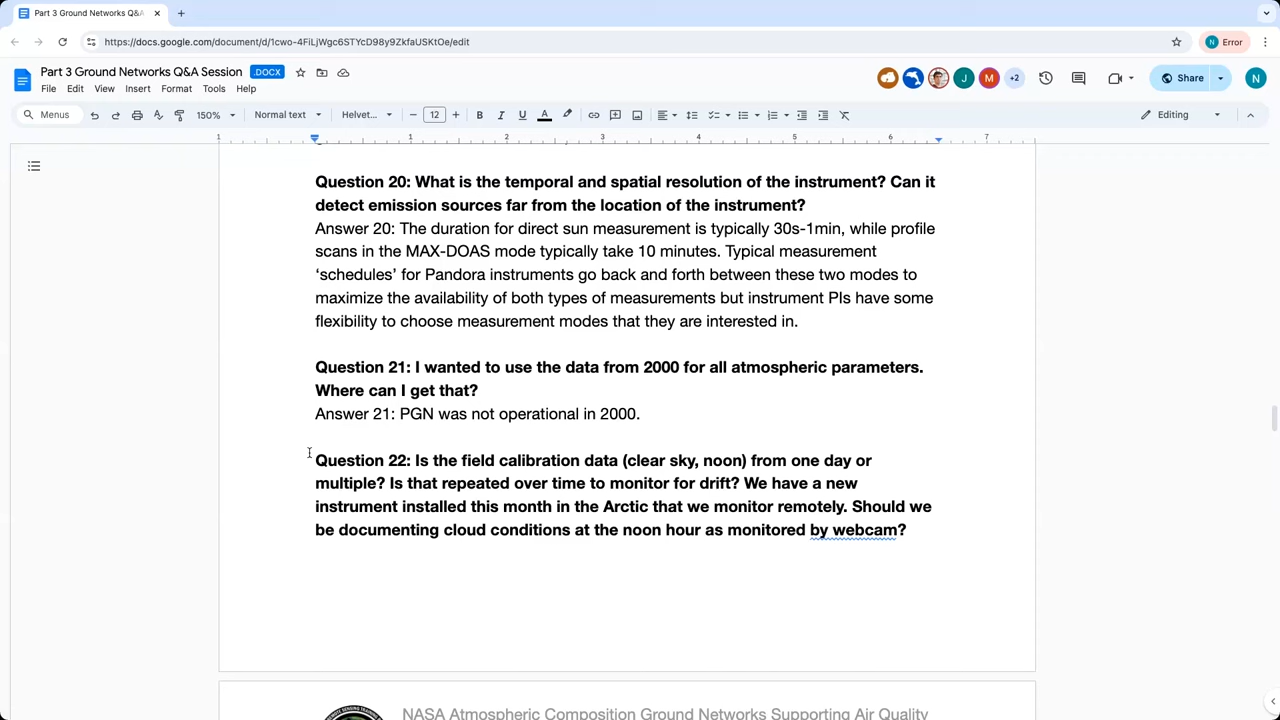 Part 3 Ground Networks Q&A
https://docs.google.com/document/d/1cwo-4FiLjWgc6STYcD98y9ZkfaUSKtOe/edit
Error
Part 3 Ground Networks Q&A Session .DOCX
File Edit View Insert Format Tools Help
J M +2 Share N
Menus 150% Normal text Helvet... 12 B I U A Editing
1 1 2 3 4 5 6 7
Question 20: What is the temporal and spatial resolution of the instrument? Can it
detect emission sources far from the location of the instrument?
Answer 20: The duration for direct sun measurement is typically 30s-1min, while profile
scans in the MAX-DOAS mode typically take 10 minutes. Typical measurement
‘schedules’ for Pandora instruments go back and forth between these two modes to
maximize the availability of both types of measurements but instrument PIs have some
flexibility to choose measurement modes that they are interested in.
Question 21: I wanted to use the data from 2000 for all atmospheric parameters.
Where can I get that?
Answer 21: PGN was not operational in 2000.
Question 22: Is the field calibration data (clear sky, noon) from one day or
multiple? Is that repeated over time to monitor for drift? We have a new
instrument installed this month in the Arctic that we monitor remotely. Should we
be documenting cloud conditions at the noon hour as monitored by webcam?
NASA Atmospheric Composition Ground Networks Supporting Air Quality